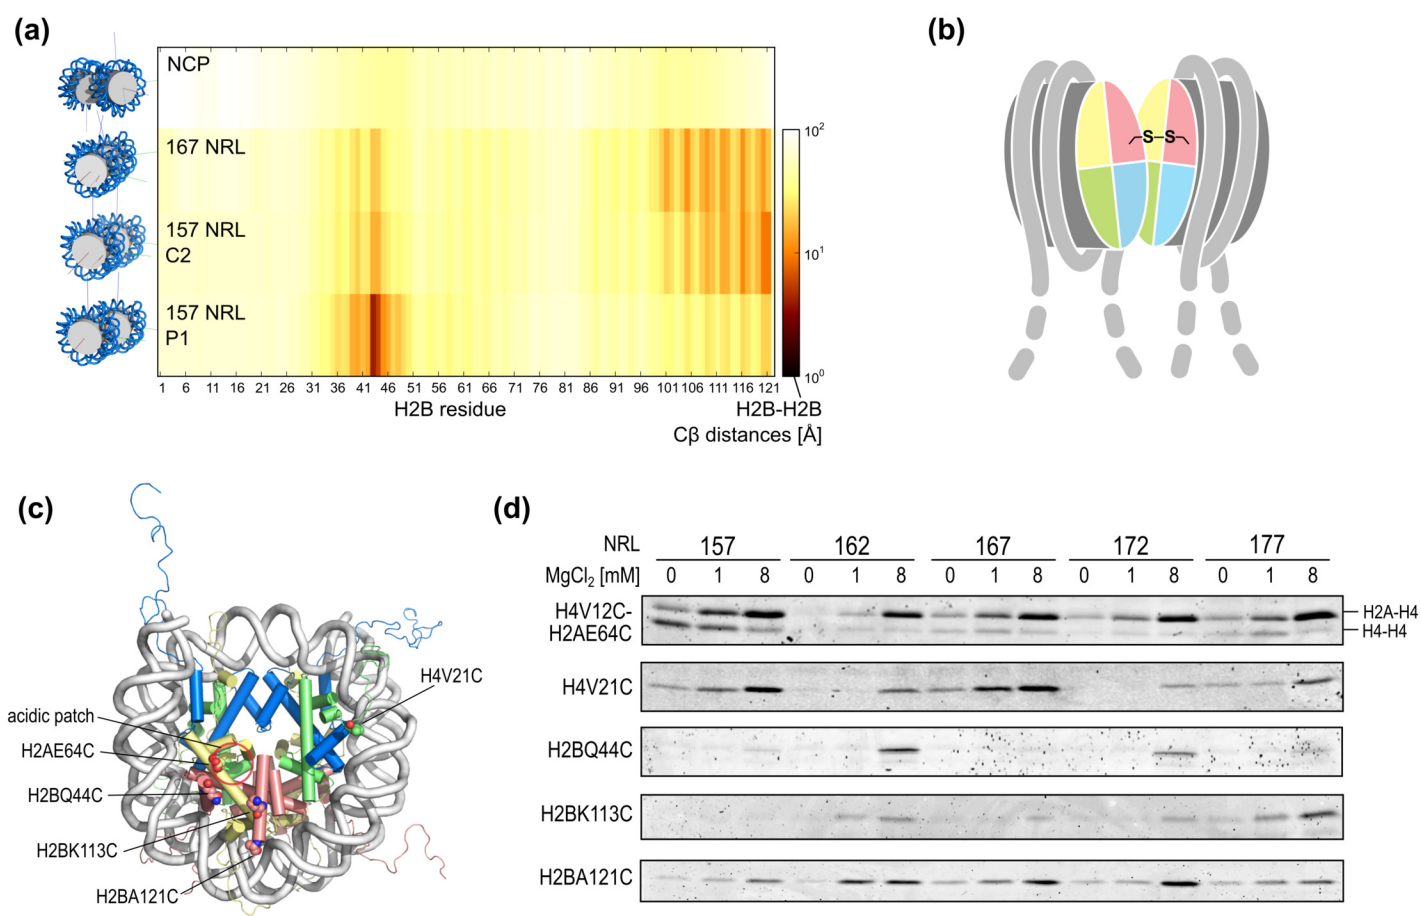 (a)
NCP
167 NRL
157 NRL
C2
157 NRL
P1
10²
10¹
10⁰
1 6 11 16 21 26 31 36 41 46 51 56 61 66 71 76 81 86 91 96 101 106 111 116 121
H2B residue
H2B-H2B
Cβ distances [Å]
(b)
S-S
(c)
H4V21C
acidic patch
H2AE64C
H2BQ44C
H2BK113C
H2BA121C
(d)
NRL 157 162 167 172 177
MgCl₂ [mM] 0 1 8 0 1 8 0 1 8 0 1 8 0 1 8
H4V12C-
H2AE64C
H2A-H4
H4-H4
H4V21C
H2BQ44C
H2BK113C
H2BA121C